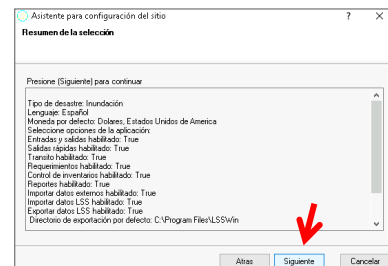 Asistente para configuración del sitio
Resumen de la selección
Presione [Siguiente] para continuar
Tipo de desastre: Inundación
Lenguaje: Español
Moneda por defecto: Dolares, Estados Unidos de America
Seleccione opciones de la aplicación:
Entradas y salidas habilitado: True
Salidas rápidas habilitado: True
Transito habilitado: True
Requerimientos habilitado: True
Control de inventarios habilitado: True
Reportes habilitado: True
Importar datos externos habilitado: True
Importar datos LSS habilitado: True
Exportar datos LSS habilitado: True
Directorio de exportación por defecto: C:\Program Files\LSSWin
Atras Siguiente Cancelar